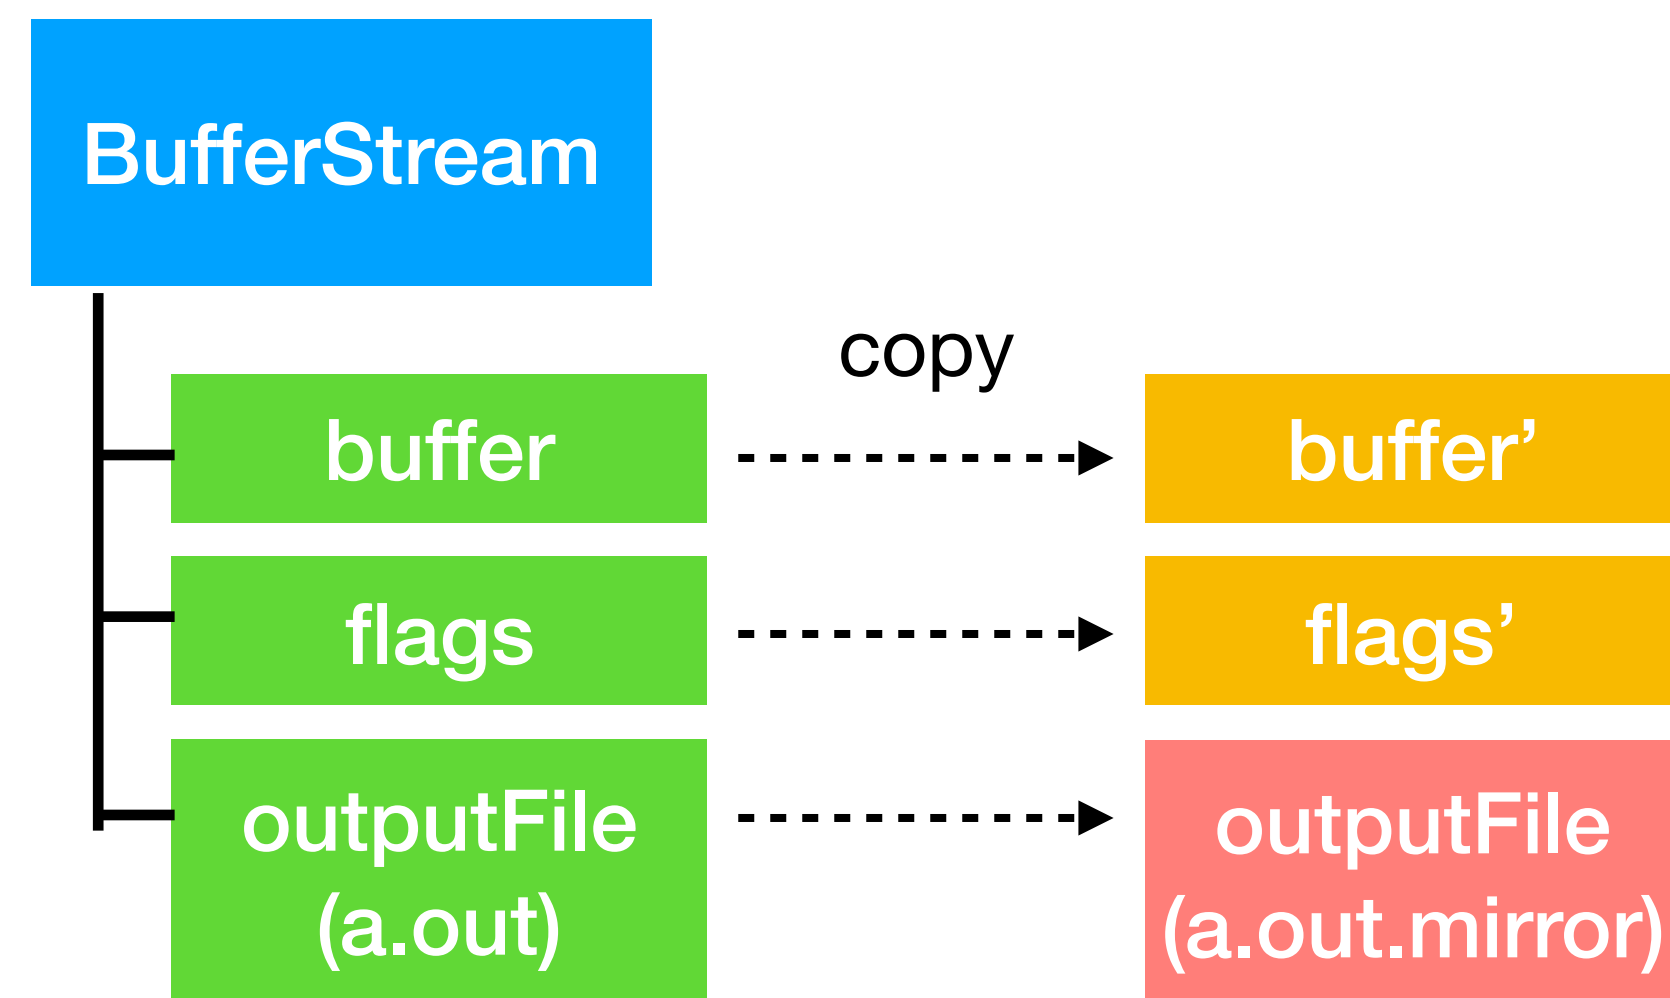 BufferStream
copy
buffer
buffer’
flags
flags’
outputFile
(a.out)
outputFile
(a.out.mirror)